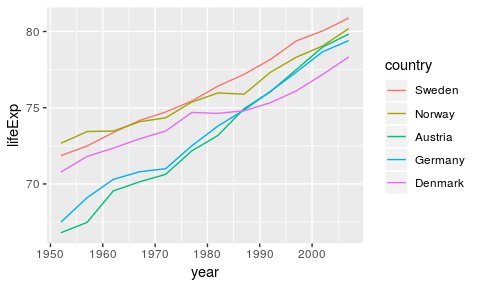 80
75
70
lifeExp
1950
1960
1970
1980
1990
2000
year
country
Sweden
Norway
Austria
Germany
Denmark